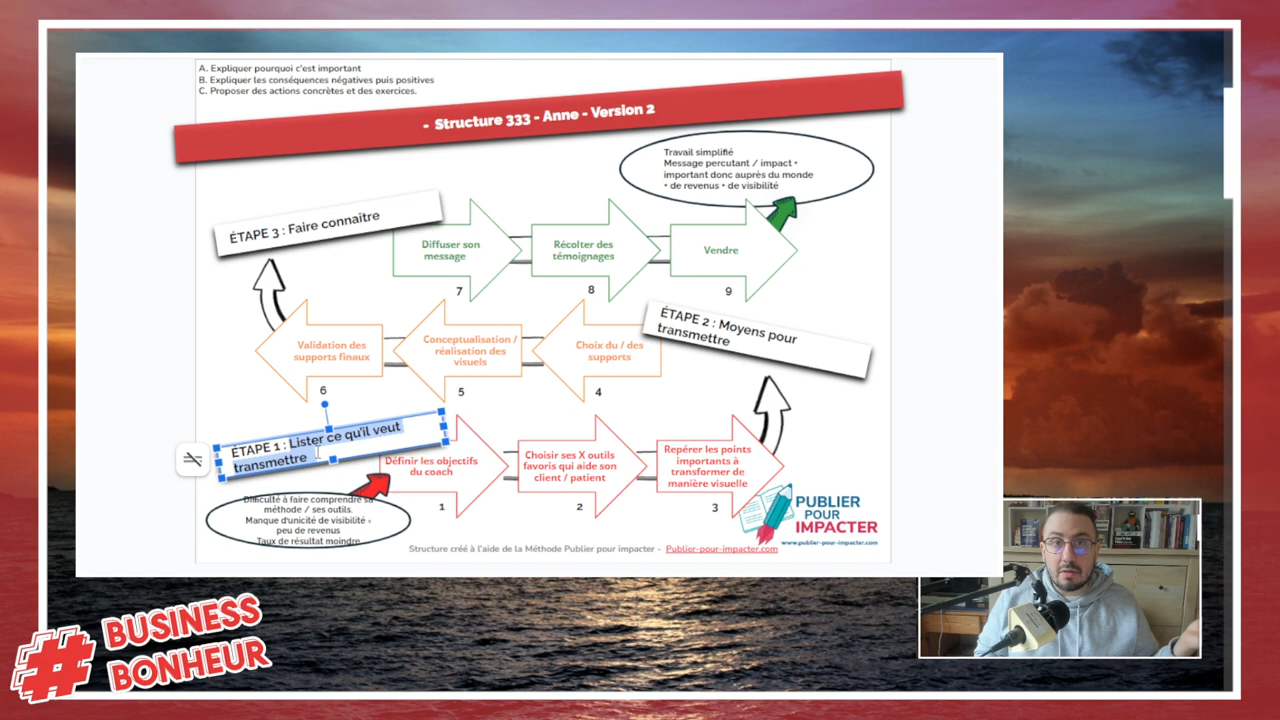 A. Expliquer pourquoi c'est important
B. Expliquer les conséquences négatives puis positives
C. Proposer des actions concrètes et des exercices.
- Structure 333 - Anne - Version 2
Travail simplifié
Message percutant / impact +
important donc auprès du monde
+ de revenus + de visibilité
ÉTAPE 3 : Faire connaître
Diffuser son
message
7
Récolter des
témoignages
8
Vendre
9
ÉTAPE 2 : Moyens pour
transmettre
Validation des
supports finaux
6
Conceptualisation /
réalisation des
visuels
5
Choix du / des
supports
4
ÉTAPE 1 : Lister ce qu'il veut
transmettre
Définir les objectifs
du coach
1
Choisir ses X outils
favoris qui aide son
client / patient
2
Repérer les points
importants à
transformer de
manière visuelle
3
Difficulté à faire comprendre sa
méthode / ses outils.
Manque d'unicité de visibilité =
peu de revenus
Taux de résultat moindre
PUBLIER
POUR
IMPACTER
www.publier-pour-impacter.com
Structure créé à l'aide de la Méthode Publier pour impacter - Publier-pour-impacter.com
# BUSINESS
BONHEUR